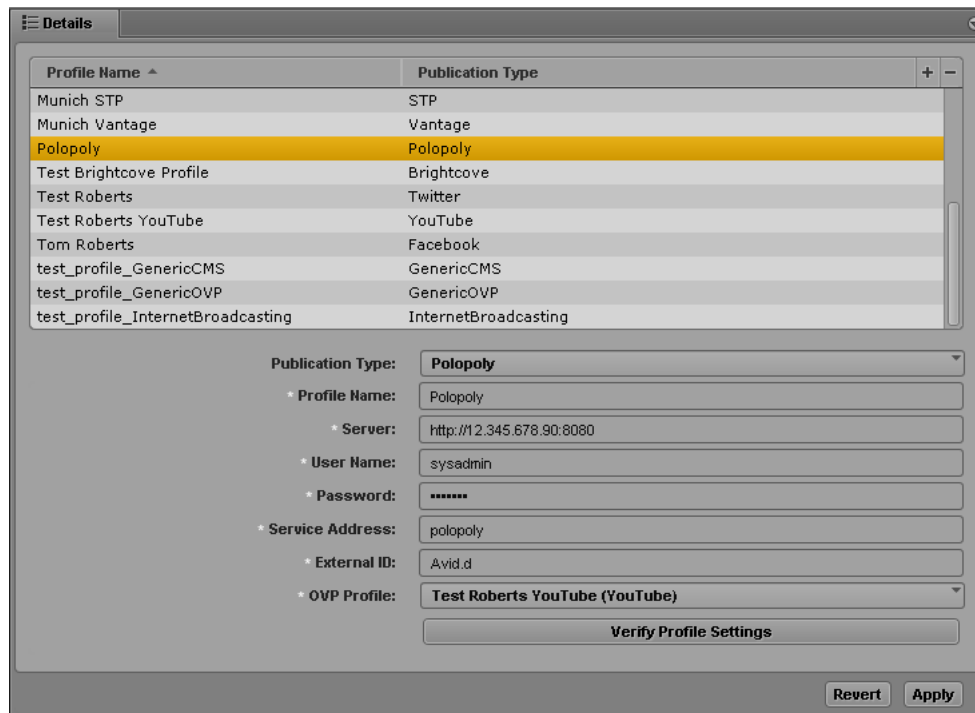 Details
Profile Name Publication Type + −
Munich STP STP
Munich Vantage Vantage
Polopoly Polopoly
Test Brightcove Profile Brightcove
Test Roberts Twitter
Test Roberts YouTube YouTube
Tom Roberts Facebook
test_profile_GenericCMS GenericCMS
test_profile_GenericOVP GenericOVP
test_profile_InternetBroadcasting InternetBroadcasting
Publication Type: Polopoly
* Profile Name: Polopoly
* Server: http://12.345.678.90:8080
* User Name: sysadmin
* Password: •••••••
* Service Address: polopoly
* External ID: Avid.d
* OVP Profile: Test Roberts YouTube (YouTube)
Verify Profile Settings
Revert Apply